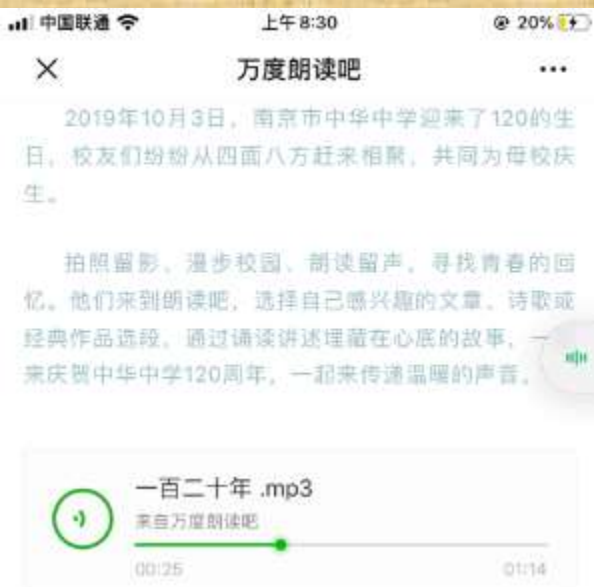 中国联通 上午8:30 20%
万度朗读吧
2019年10月3日，南京市中华中学迎来了120的生
日，校友们纷纷从四面八方赶来相聚，共同为母校庆
生。
拍照留影、漫步校园、朗读留声，寻找青春的回
忆。他们来到朗读吧，选择自己感兴趣的文章、诗歌或
经典作品选段，通过诵读讲述埋藏在心底的故事，一
来庆贺中华中学120周年，一起来传递温暖的声音。
一百二十年 .mp3
来自万度朗读吧
00:25 01:14